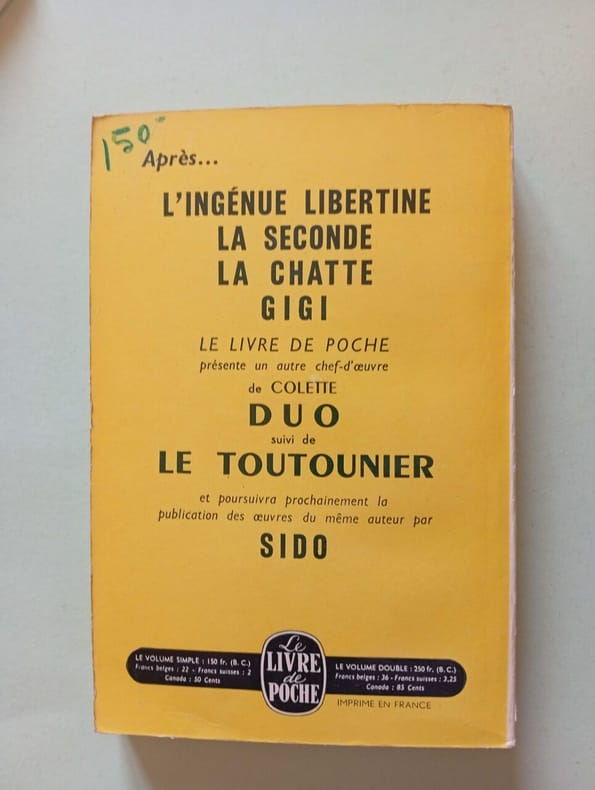 150-
Après...
L'INGÉNUE LIBERTINE
LA SECONDE
LA CHATTE
GIGI
LE LIVRE DE POCHE
présente un autre chef-d'œuvre
de COLETTE
DUO
suivi de
LE TOUTOUNIER
et poursuivra prochainement la
publication des œuvres du même auteur par
SIDO
LE VOLUME SIMPLE : 150 fr. (B. C.)
Francs belges : 22 - Francs suisses : 2
Canada : 50 Cents
Le
LIVRE
de
POCHE
LE VOLUME DOUBLE : 250 fr. (B. C.)
Francs belges : 36 - Francs suisses : 3,25
Canada : 85 Cents
IMPRIME EN FRANCE